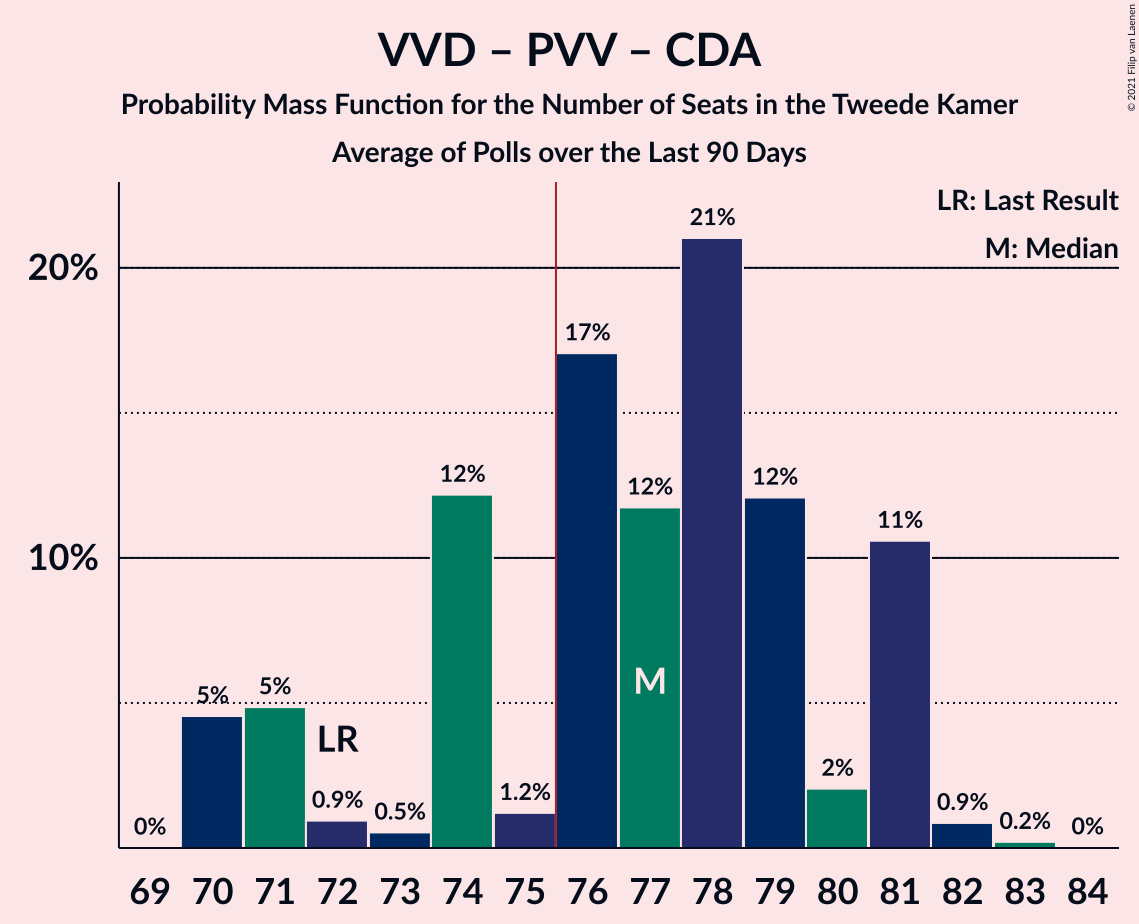 VVD – PVV – CDA
Probability Mass Function for the Number of Seats in the Tweede Kamer
Average of Polls over the Last 90 Days
© 2021 Filip van Laenen
LR: Last Result
M: Median
20%
10%
0%
5%
5%
0.9%
0.5%
12%
1.2%
17%
12%
21%
12%
2%
11%
0.9%
0.2%
0%
LR
M
69 70 71 72 73 74 75 76 77 78 79 80 81 82 83 84